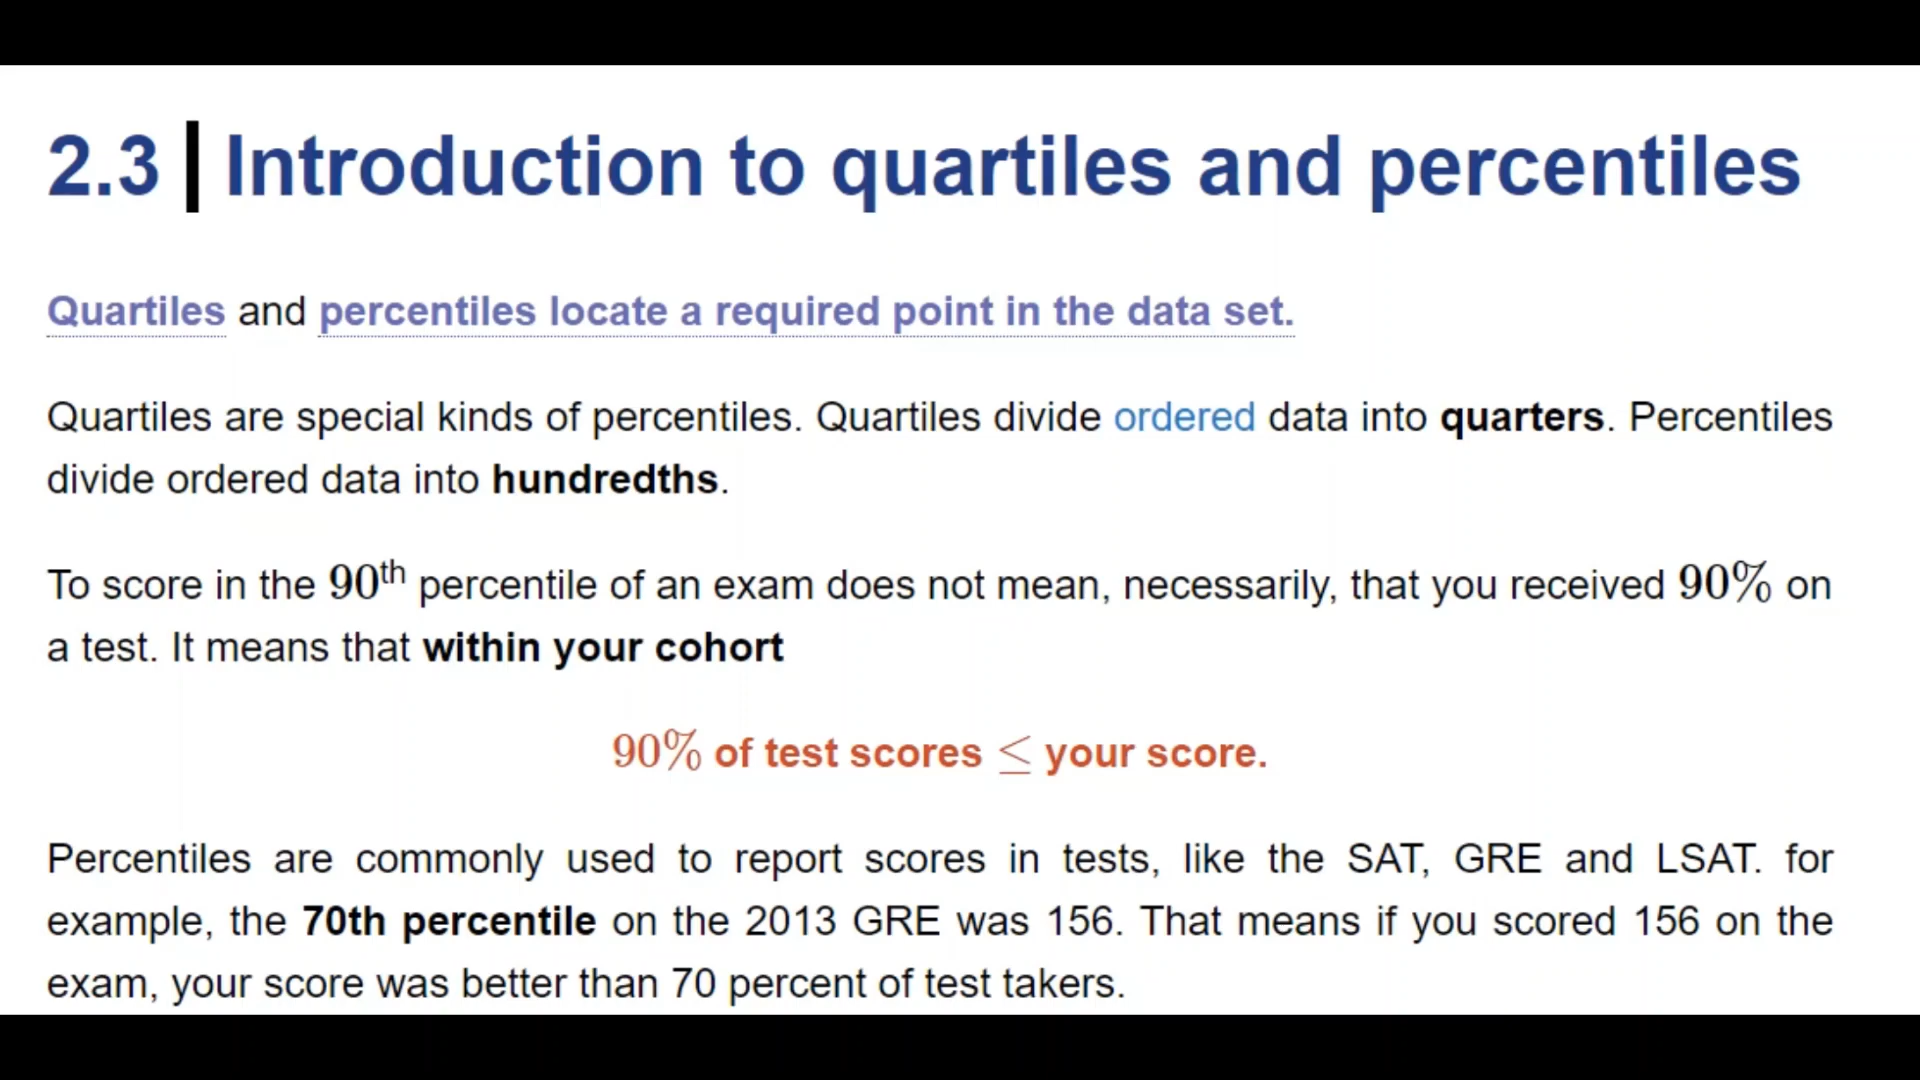 2.3 | Introduction to quartiles and percentiles
Quartiles and percentiles locate a required point in the data set.
Quartiles are special kinds of percentiles. Quartiles divide ordered data into quarters. Percentiles
divide ordered data into hundredths.
To score in the 90th percentile of an exam does not mean, necessarily, that you received 90% on
a test. It means that within your cohort
90% of test scores ≤ your score.
Percentiles are commonly used to report scores in tests, like the SAT, GRE and LSAT. for
example, the 70th percentile on the 2013 GRE was 156. That means if you scored 156 on the
exam, your score was better than 70 percent of test takers.